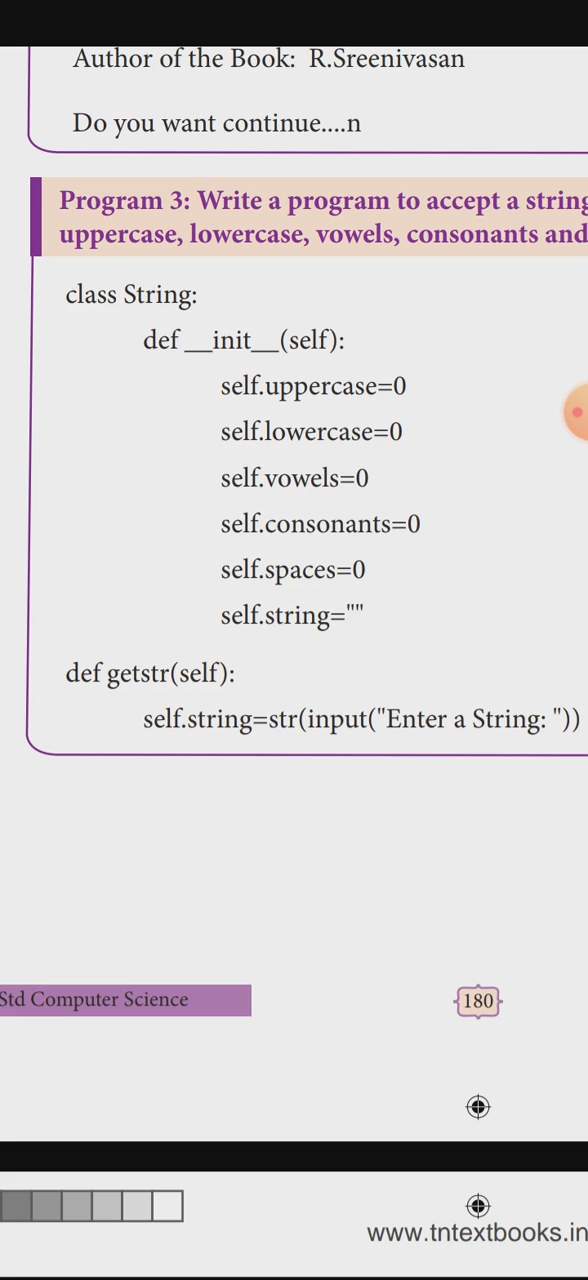 Author of the Book: R.Sreenivasan
Do you want continue....n
Program 3: Write a program to accept a string
uppercase, lowercase, vowels, consonants and
class String:
def __init__(self):
self.uppercase=0
self.lowercase=0
self.vowels=0
self.consonants=0
self.spaces=0
self.string=""
def getstr(self):
self.string=str(input("Enter a String: "))
Std Computer Science
180
www.tntextbooks.in